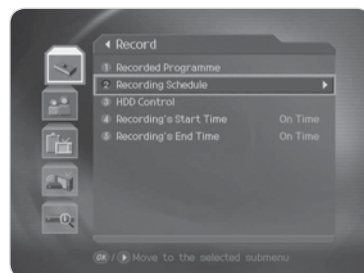 Record
1 Recorded Programme
2 Recording Schedule
3 HDD Control
4 Recording's Start Time On Time
5 Recording's End Time On Time
OK / Move to the selected submenu